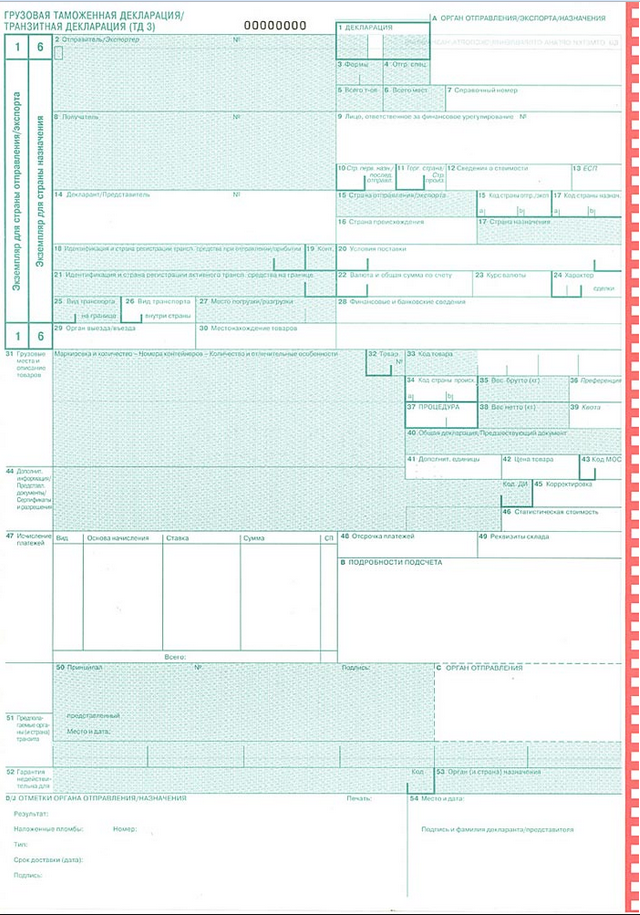 ГРУЗОВАЯ ТАМОЖЕННАЯ ДЕКЛАРАЦИЯ/
ТРАНЗИТНАЯ ДЕКЛАРАЦИЯ (ТД 3)
00000000
1 ДЕКЛАРАЦИЯ
А ОРГАН ОТПРАВЛЕНИЯ/ЭКСПОРТА/НАЗНАЧЕНИЯ
1 6
Экземпляр для страны отправления/экспорта
Экземпляр для страны назначения
2 Отправитель/Экспортер №
3 Формы 4 Отгр. спец.
5 Всего т-ов 6 Всего мест 7 Справочный номер
8 Получатель № 9 Лицо, ответственное за финансовое урегулирование №
10 Стр. перв. назн./ послед. отправл. 11 Торг. страна/ Стр. произв. 12 Сведения о стоимости 13 ЕСП
14 Декларант/Представитель № 15 Страна отправления/экспорта 15 Код страны отпр./эксп. 17 Код страны назнач.
a b a b
16 Страна происхождения 17 Страна назначения
18 Идентификация и страна регистрации трансп. средства при отправлении/прибытии 19 Конт. 20 Условия поставки
21 Идентификация и страна регистрации активного трансп. средства на границе 22 Валюта и общая сумма по счету 23 Курс валюты 24 Характер
сделки
25 Вид транспорта 26 Вид транспорта 27 Место погрузки/разгрузки 28 Финансовые и банковские сведения
на границе внутри страны
1 6 29 Орган выезда/въезда 30 Местонахождение товаров
31 Грузовые места и описание товаров Маркировка и количество – Номера контейнеров – Количество и отличительные особенности 32 Товар № 33 Код товара
34 Код страны происх. 35 Вес брутто (кг) 36 Преференция
a b
37 ПРОЦЕДУРА 38 Вес нетто (кг) 39 Квота
40 Общая декларация/Предшествующий документ
41 Дополнит. единицы 42 Цена товара 43 Код МОС
44 Дополнит. информация/ Представл. документы/ Сертификаты и разрешения
Код. ДИ 45 Корректировка
46 Статистическая стоимость
47 Исчисление платежей Вид Основа начисления Ставка Сумма СП 48 Отсрочка платежей 49 Реквизиты склада
В ПОДРОБНОСТИ ПОДСЧЕТА
Всего:
50 Принципал № Подпись: С ОРГАН ОТПРАВЛЕНИЯ
51 Предпола- гаемые орга- ны (и страна) транзита
представленный
Место и дата:
52 Гарантия недействи- тельна для Код 53 Орган (и страна) назначения
D/J ОТМЕТКИ ОРГАНА ОТПРАВЛЕНИЯ/НАЗНАЧЕНИЯ Печать: 54 Место и дата:
Результат:
Наложенные пломбы: Номер: Подпись и фамилия декларанта/представителя
Тип:
Срок доставки (дата):
Подпись: